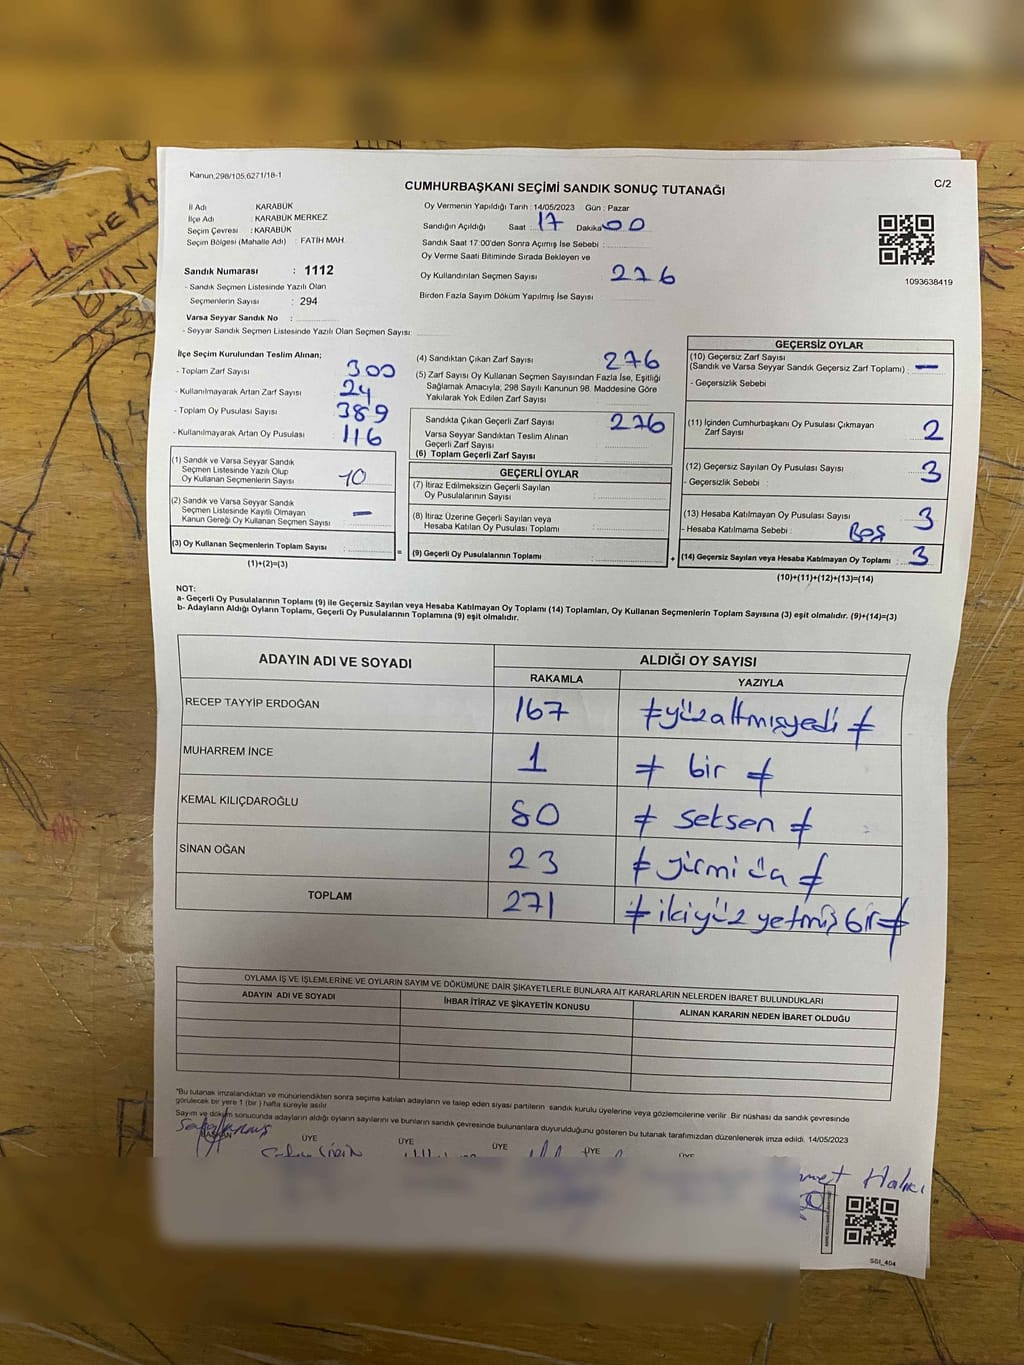 Kanun,298/105,6271/18-1
C/2
CUMHURBAŞKANI SEÇİMİ SANDIK SONUÇ TUTANAĞI
İl Adı : KARABÜK
İlçe Adı : KARABÜK MERKEZ
Seçim Çevresi : KARABÜK
Seçim Bölgesi (Mahalle Adı) : FATİH MAH.
Sandık Numarası : 1112
- Sandık Seçmen Listesinde Yazılı Olan
Seçmenlerin Sayısı : 294
Varsa Seyyar Sandık No :
- Seyyar Sandık Seçmen Listesinde Yazılı Olan Seçmen Sayısı:
Oy Vermenin Yapıldığı Tarih :14/05/2023 Gün : Pazar
Sandığın Açıldığı Saat : 17 Dakika 00
Sandık Saat 17:00'den Sonra Açımış İse Sebebi :
Oy Verme Saati Bitiminde Sırada Bekleyen ve
Oy Kullandırılan Seçmen Sayısı 276
Birden Fazla Sayım Döküm Yapılmış İse Sayısı
1093638419
İlçe Seçim Kurulundan Teslim Alınan;
- Toplam Zarf Sayısı : 300
- Kullanılmayarak Artan Zarf Sayısı : 24
- Toplam Oy Pusulası Sayısı : 389
- Kullanılmayarak Artan Oy Pusulası : 116
(1) Sandık ve Varsa Seyyar Sandık
Seçmen Listesinde Yazılı Olup
Oy Kullanan Seçmenlerin Sayısı : 10
(2) Sandık ve Varsa Seyyar Sandık
Seçmen Listesinde Kayıtlı Olmayan
Kanun Gereği Oy Kullanan Seçmen Sayısı : —
(3) Oy Kullanan Seçmenlerin Toplam Sayısı :
(1)+(2)=(3)
=
(4) Sandıktan Çıkan Zarf Sayısı 276
(5) Zarf Sayısı Oy Kullanan Seçmen Sayısından Fazla İse, Eşitliği
Sağlamak Amacıyla; 298 Sayılı Kanunun 98. Maddesine Göre
Yakılarak Yok Edilen Zarf Sayısı
Sandıkta Çıkan Geçerli Zarf Sayısı 276
Varsa Seyyar Sandıktan Teslim Alınan
Geçerli Zarf Sayısı
(6) Toplam Geçerli Zarf Sayısı
GEÇERLİ OYLAR
(7) İtiraz Edilmeksizin Geçerli Sayılan
Oy Pusulalarının Sayısı :
(8) İtiraz Üzerine Geçerli Sayılan veya
Hesaba Katılan Oy Pusulası Toplamı :
(9) Geçerli Oy Pusulalarının Toplamı :
+
GEÇERSİZ OYLAR
(10) Geçersiz Zarf Sayısı
(Sandık ve Varsa Seyyar Sandık Geçersiz Zarf Toplamı) : —
- Geçersizlik Sebebi
(11) İçinden Cumhurbaşkanı Oy Pusulası Çıkmayan
Zarf Sayısı 2
(12) Geçersiz Sayılan Oy Pusulası Sayısı : 3
- Geçersizlik Sebebi :
(13) Hesaba Katılmayan Oy Pusulası Sayısı : 3
- Hesaba Katılmama Sebebi : Boş
(14) Geçersiz Sayılan veya Hesaba Katılmayan Oy Toplamı : 3
(10)+(11)+(12)+(13)=(14)
NOT:
a- Geçerli Oy Pusulalarının Toplamı (9) ile Geçersiz Sayılan veya Hesaba Katılmayan Oy Toplamı (14) Toplamları, Oy Kullanan Seçmenlerin Toplam Sayısına (3) eşit olmalıdır. (9)+(14)=(3)
b- Adayların Aldığı Oyların Toplamı, Geçerli Oy Pusulalarının Toplamına (9) eşit olmalıdır.
ADAYIN ADI VE SOYADI ALDIĞI OY SAYISI
RAKAMLA YAZIYLA
RECEP TAYYİP ERDOĞAN 167 ≠ yüzaltmışyedi ≠
MUHARREM İNCE 1 ≠ bir ≠
KEMAL KILIÇDAROĞLU 80 ≠ seksen ≠
SİNAN OĞAN 23 ≠ yirmi üç ≠
TOPLAM 271 ≠ ikiyüz yetmiş bir ≠
OYLAMA İŞ VE İŞLEMLERİNE VE OYLARIN SAYIM VE DÖKÜMÜNE DAİR ŞİKAYETLERLE BUNLARA AİT KARARLARIN NELERDEN İBARET BULUNDUKLARI
ADAYIN ADI VE SOYADI İHBAR İTİRAZ VE ŞİKAYETİN KONUSU ALINAN KARARIN NEDEN İBARET OLDUĞU
*Bu tutanak imzalandıktan ve mühürlendikten sonra seçime katılan adayların ve talep eden siyasi partilerin sandık kurulu üyelerine veya gözlemcilerine verilir. Bir nüshası da sandık çevresinde
görülecek bir yere 1 (bir ) hafta süreyle asılır
Sayım ve döküm sonucunda adayların aldığı oyların sayılarını ve bunların sandık çevresinde bulunanlara duyurulduğunu gösteren bu tutanak tarafımızdan düzenlenerek imza edildi. 14/05/2023
BAŞKAN ÜYE ÜYE ÜYE ÜYE ÜYE
Halıcı
SS1_404